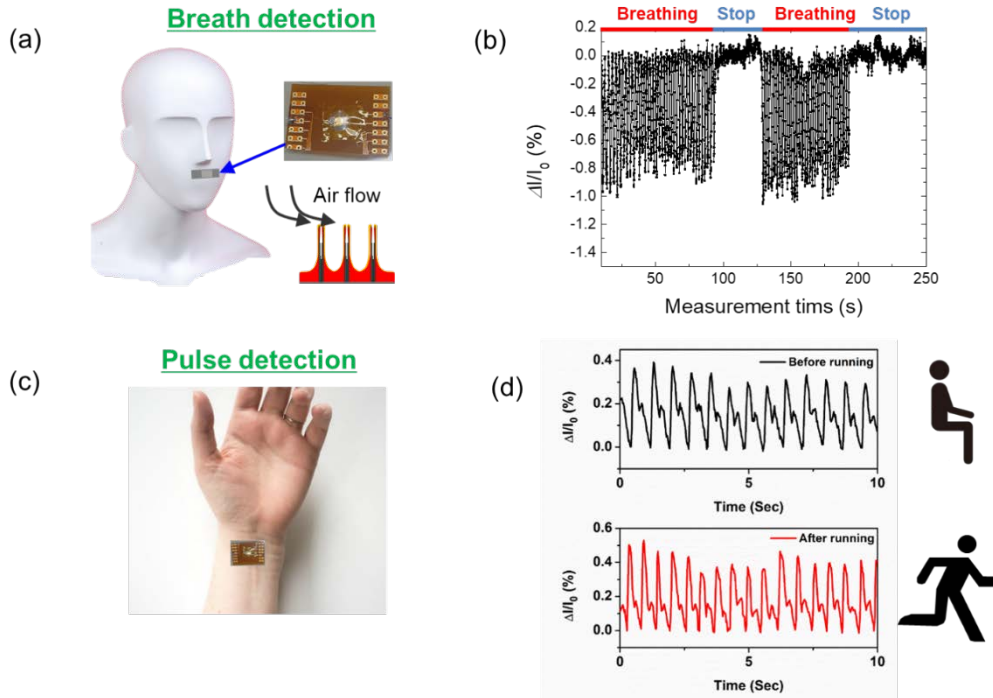 Breath detection
(a)
Air flow
(b)
Breathing Stop Breathing Stop
0.2
0.0
-0.2
-0.4
-0.6
-0.8
-1.0
-1.2
-1.4
ΔI/I0 (%)
50 100 150 200 250
Measurement tims (s)
Pulse detection
(c)
(d)
Before running
0.4
0.2
0.0
ΔI/I0 (%)
0 5 10
Time (Sec)
After running
0.6
0.4
0.2
0.0
ΔI/I0 (%)
0 5 10
Time (Sec)